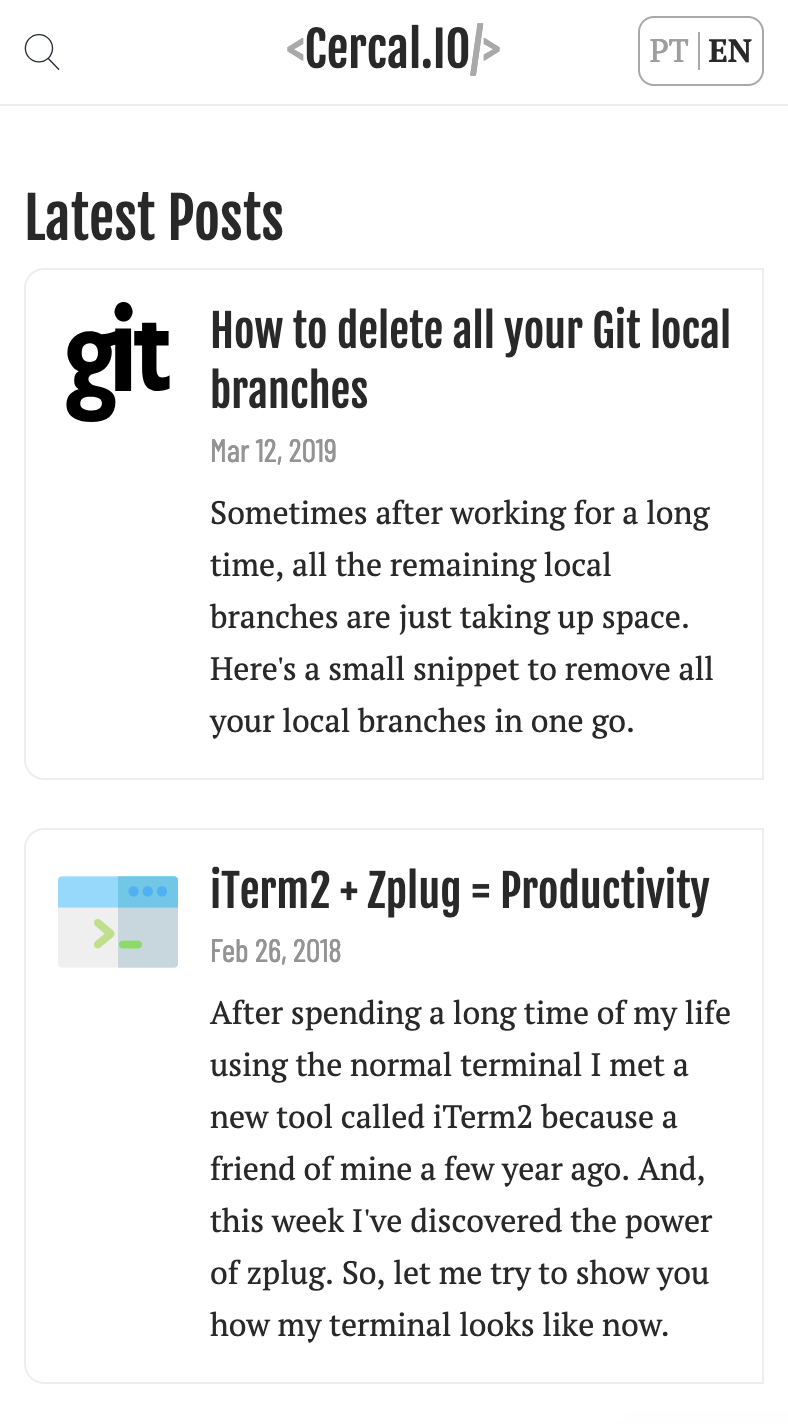 <Cercal.IO/>
PT | EN
Latest Posts
git
How to delete all your Git local
branches
Mar 12, 2019
Sometimes after working for a long
time, all the remaining local
branches are just taking up space.
Here's a small snippet to remove all
your local branches in one go.
>_
iTerm2 + Zplug = Productivity
Feb 26, 2018
After spending a long time of my life
using the normal terminal I met a
new tool called iTerm2 because a
friend of mine a few year ago. And,
this week I've discovered the power
of zplug. So, let me try to show you
how my terminal looks like now.